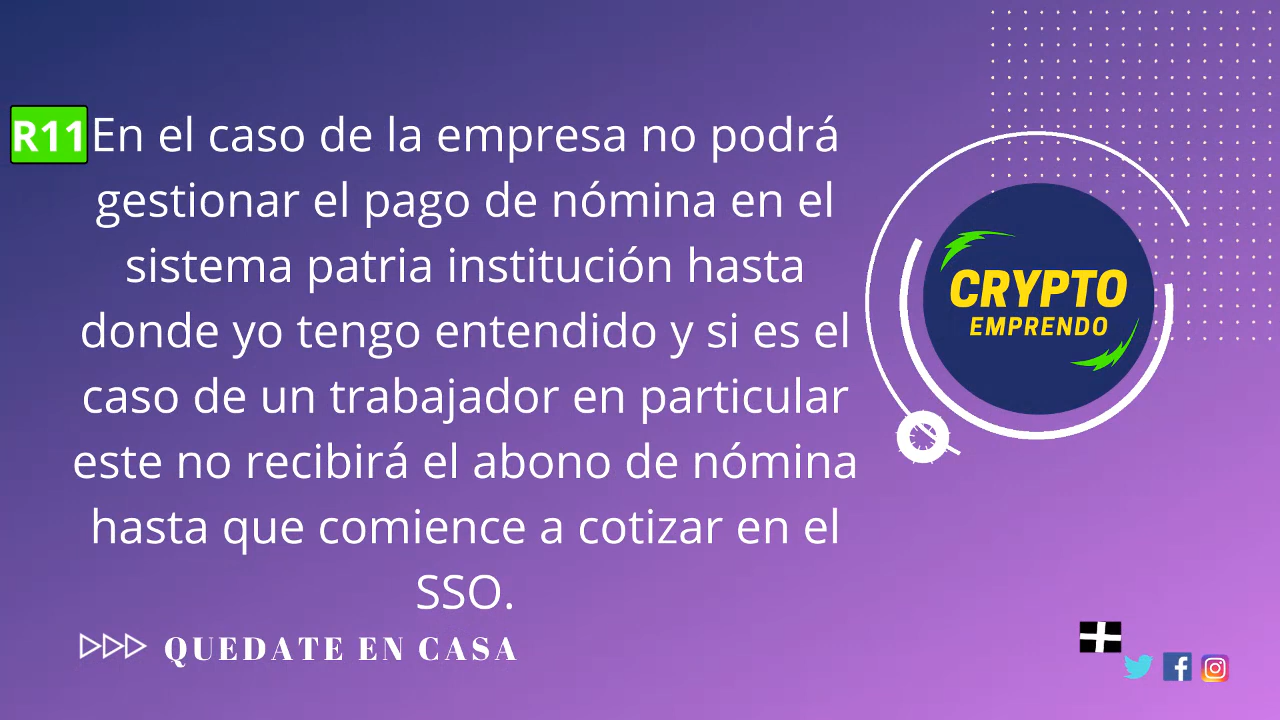 R11 En el caso de la empresa no podrá
gestionar el pago de nómina en el
sistema patria institución hasta
donde yo tengo entendido y si es el
caso de un trabajador en particular
este no recibirá el abono de nómina
hasta que comience a cotizar en el
SSO.
QUEDATE EN CASA
CRYPTO
EMPRENDO